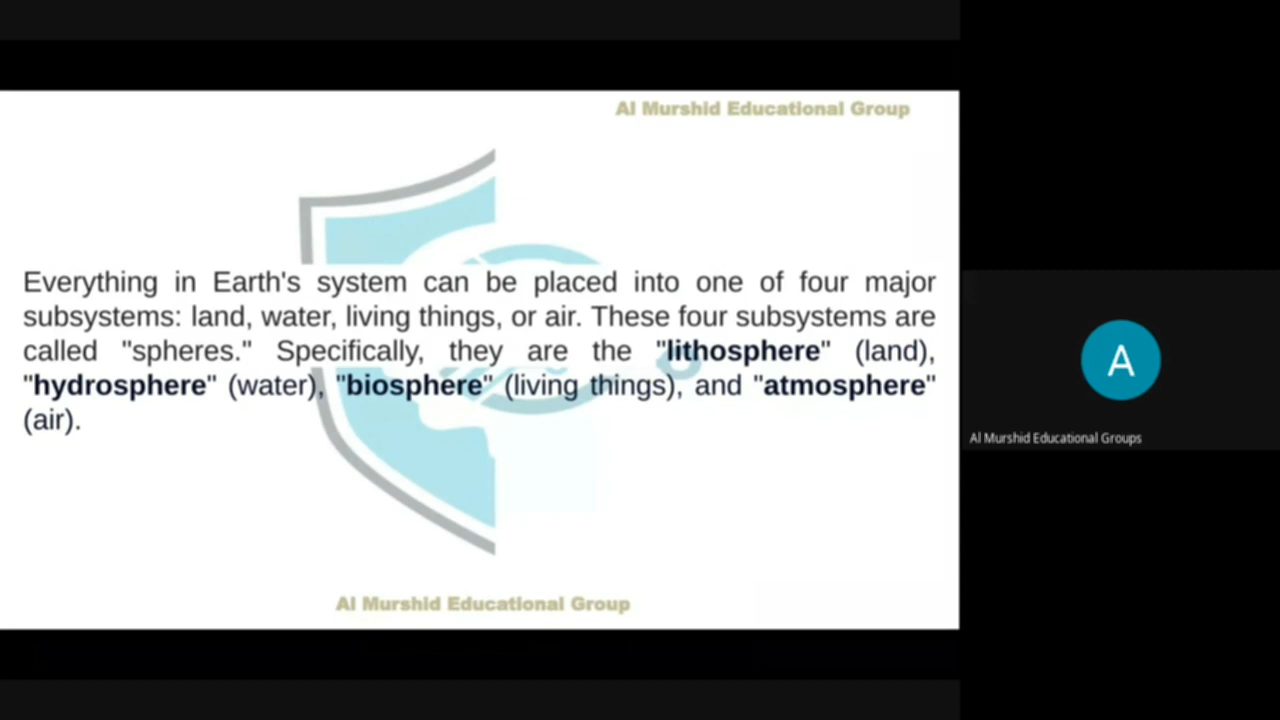 Al Murshid Educational Group
Everything in Earth's system can be placed into one of four major
subsystems: land, water, living things, or air. These four subsystems are
called "spheres." Specifically, they are the "lithosphere" (land),
"hydrosphere" (water), "biosphere" (living things), and "atmosphere"
(air).
A
Al Murshid Educational Groups
Al Murshid Educational Group